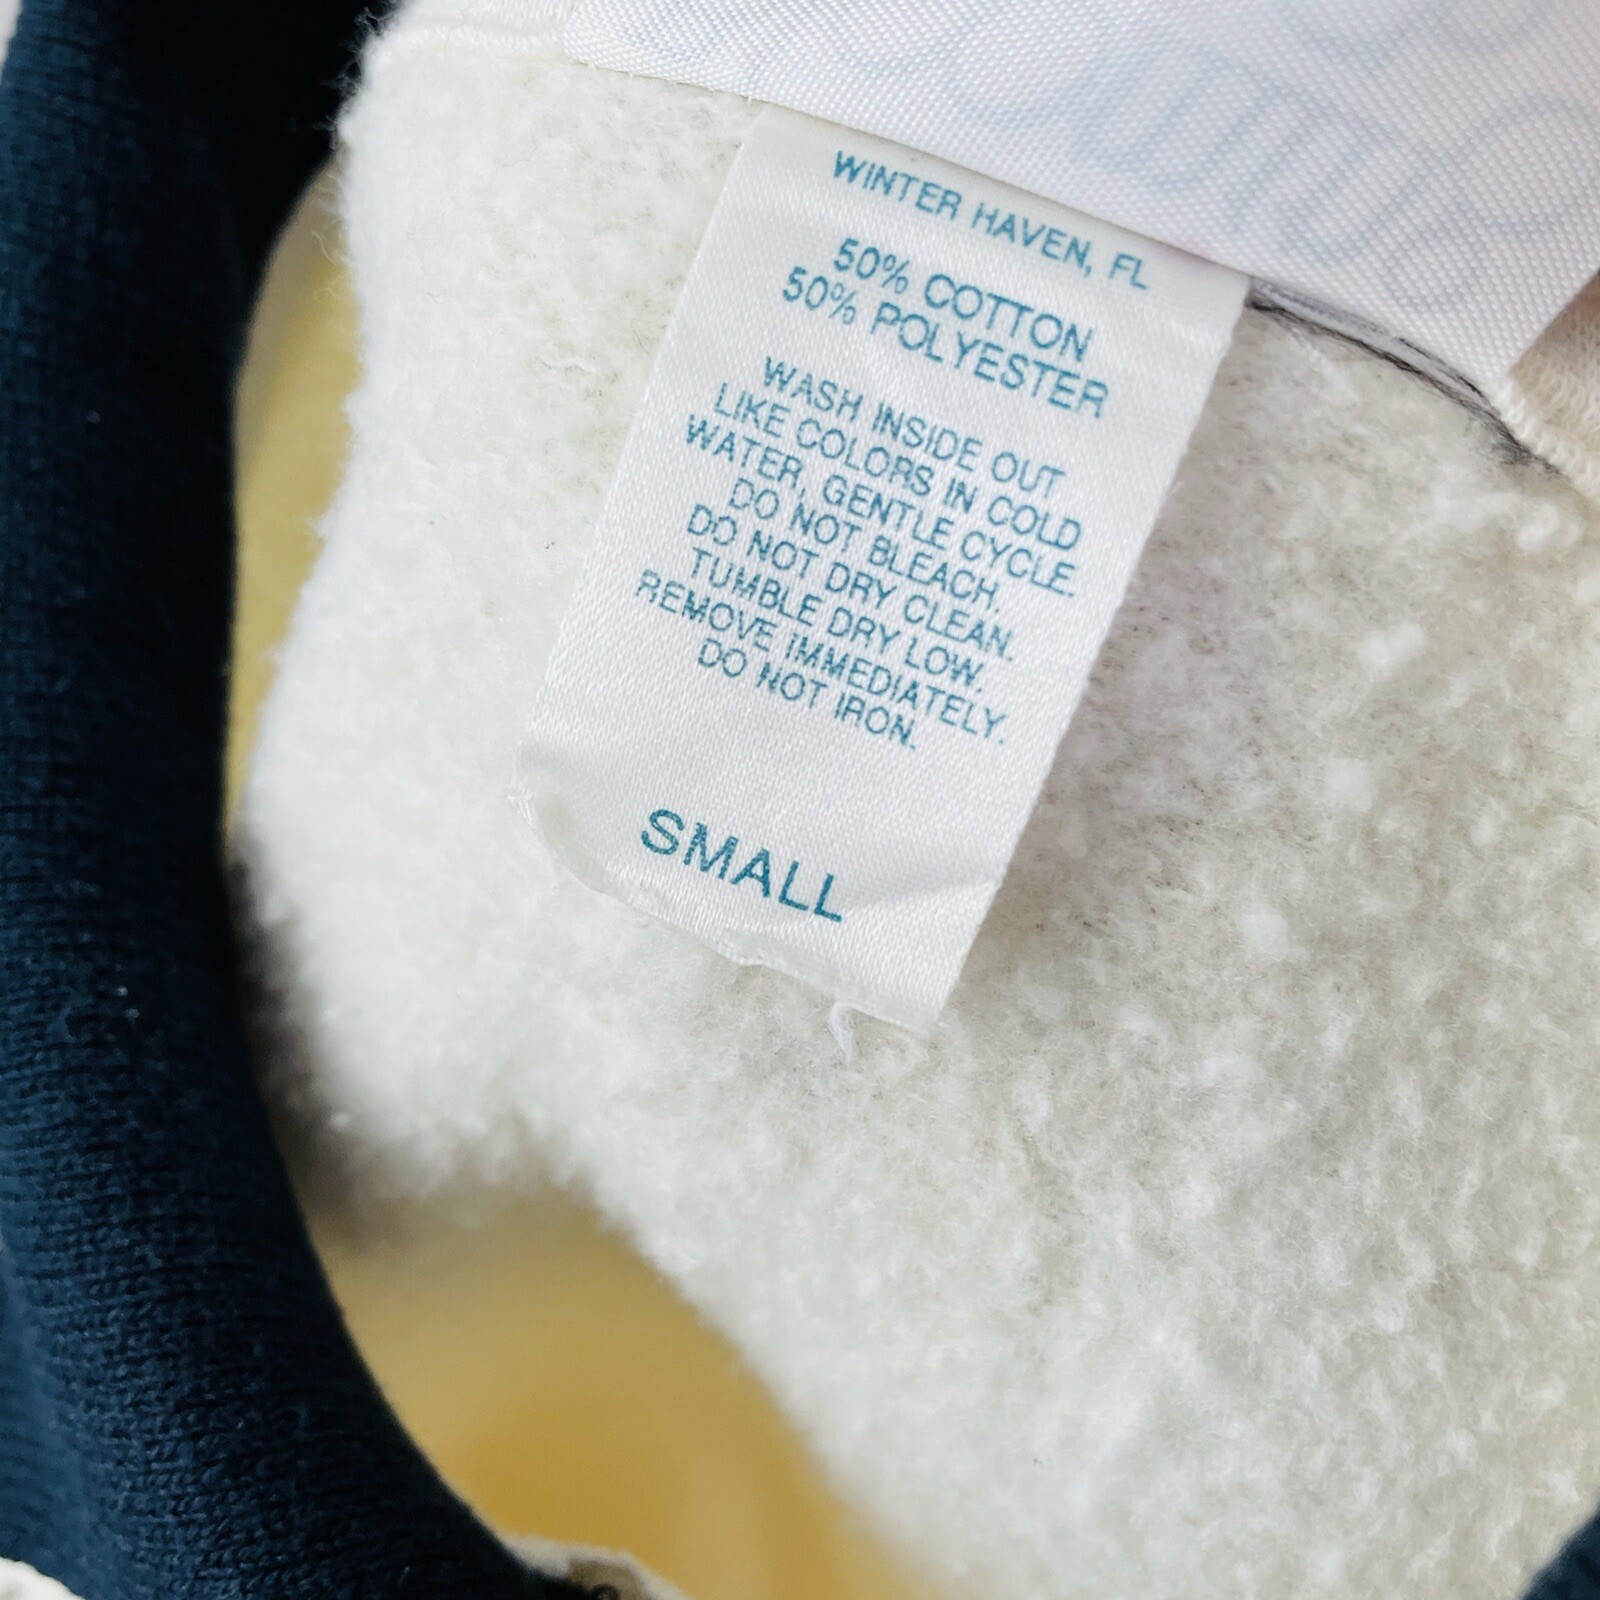 WINTER HAVEN, FL
50% COTTON
50% POLYESTER
WASH INSIDE OUT
LIKE COLORS IN COLD
WATER, GENTLE CYCLE.
DO NOT BLEACH.
DO NOT DRY CLEAN.
TUMBLE DRY LOW.
REMOVE IMMEDIATELY.
DO NOT IRON.
SMALL